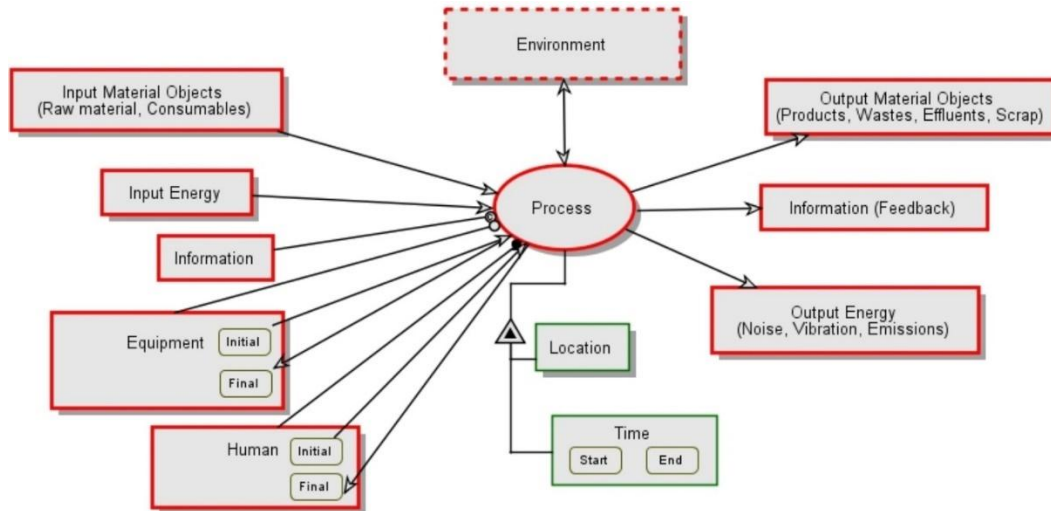 Environment
Input Material Objects
(Raw material, Consumables)
Output Material Objects
(Products, Wastes, Effluents, Scrap)
Input Energy
Process
Information (Feedback)
Information
Equipment
Initial
Final
Output Energy
(Noise, Vibration, Emissions)
Location
Human
Initial
Final
Time
Start
End